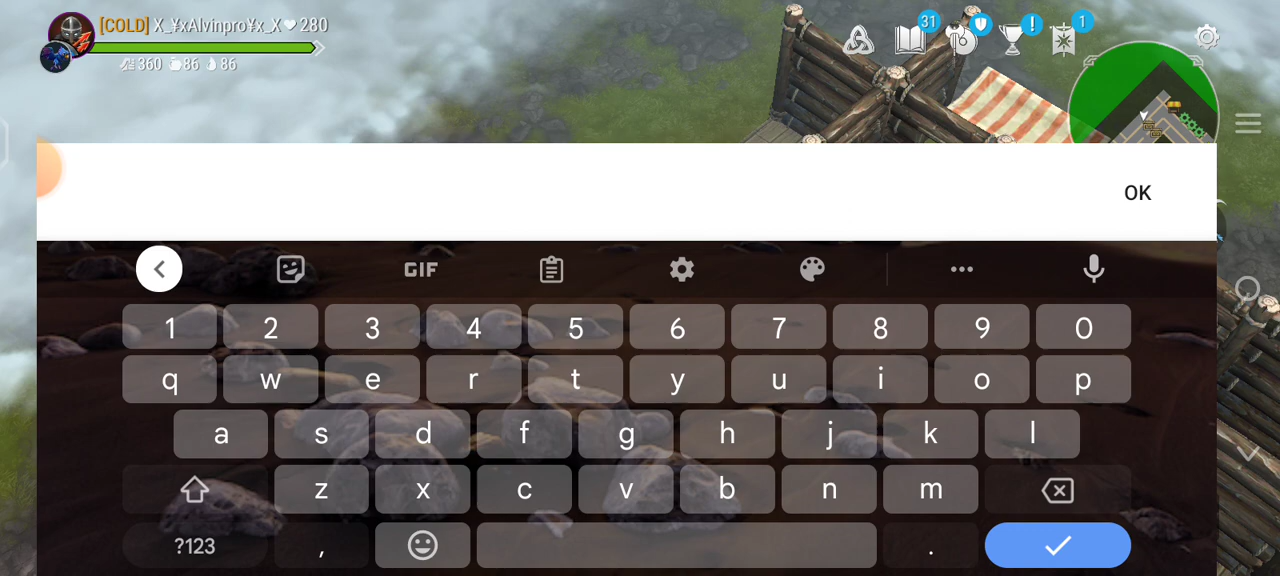 [COLD] X_¥xAlvinpro¥x_X 280
360 86 86
31
!
1
OK
GIF
1 2 3 4 5 6 7 8 9 0
q w e r t y u i o p
a s d f g h j k l
z x c v b n m
?123 , .